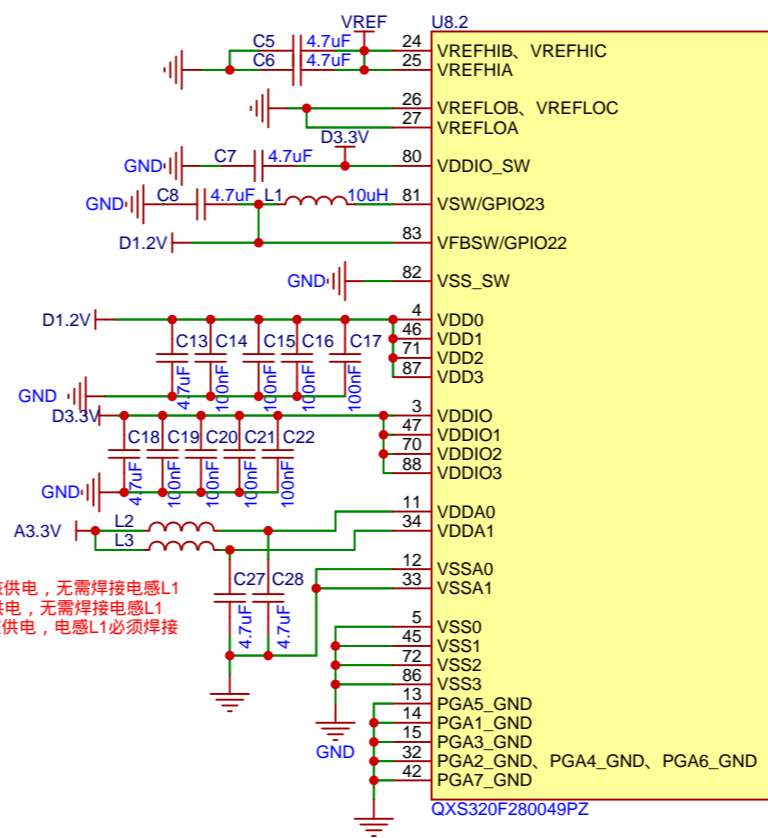 VREF U8.2
C5 4.7uF 24 VREFHIB、VREFHIC
C6 4.7uF 25 VREFHIA
26 VREFLOB、VREFLOC
27 VREFLOA
D3.3V
GND C7 4.7uF 80 VDDIO_SW
GND C8 4.7uF L1 10uH 81 VSW/GPIO23
D1.2V 83 VFBSW/GPIO22
GND 82 VSS_SW
D1.2V 4 VDD0
46 VDD1
C13 C14 C15 C16 C17
71 VDD2
87 VDD3
4.7uF 100nF 100nF 100nF 100nF
GND
D3.3V 3 VDDIO
47 VDDIO1
C18 C19 C20 C21 C22
70 VDDIO2
88 VDDIO3
4.7uF 100nF 100nF 100nF 100nF
GND
11 VDDA0
A3.3V L2 34 VDDA1
L3
12 VSSA0
C27 C28 33 VSSA1
4.7uF 4.7uF
供电，无需焊接电感L1
供电，无需焊接电感L1
供电，电感L1必须焊接
5 VSS0
45 VSS1
72 VSS2
86 VSS3
13 PGA5_GND
14 PGA1_GND
15 PGA3_GND
GND
32 PGA2_GND、PGA4_GND、PGA6_GND
42 PGA7_GND
QXS320F280049PZ